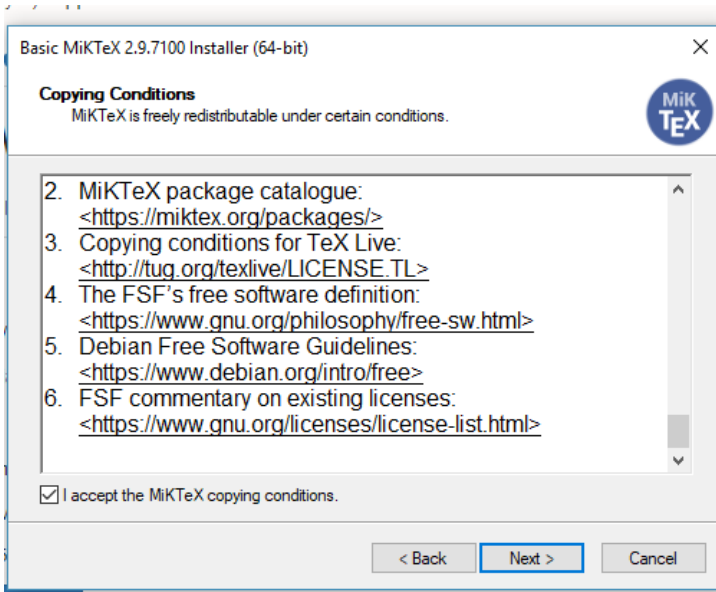 Basic MiKTeX 2.9.7100 Installer (64-bit)
Copying Conditions
MiKTeX is freely redistributable under certain conditions.
MiK
TEX
2. MiKTeX package catalogue:
<https://miktex.org/packages/>
3. Copying conditions for TeX Live:
<http://tug.org/texlive/LICENSE.TL>
4. The FSF's free software definition:
<https://www.gnu.org/philosophy/free-sw.html>
5. Debian Free Software Guidelines:
<https://www.debian.org/intro/free>
6. FSF commentary on existing licenses:
<https://www.gnu.org/licenses/license-list.html>
I accept the MiKTeX copying conditions.
< Back Next > Cancel